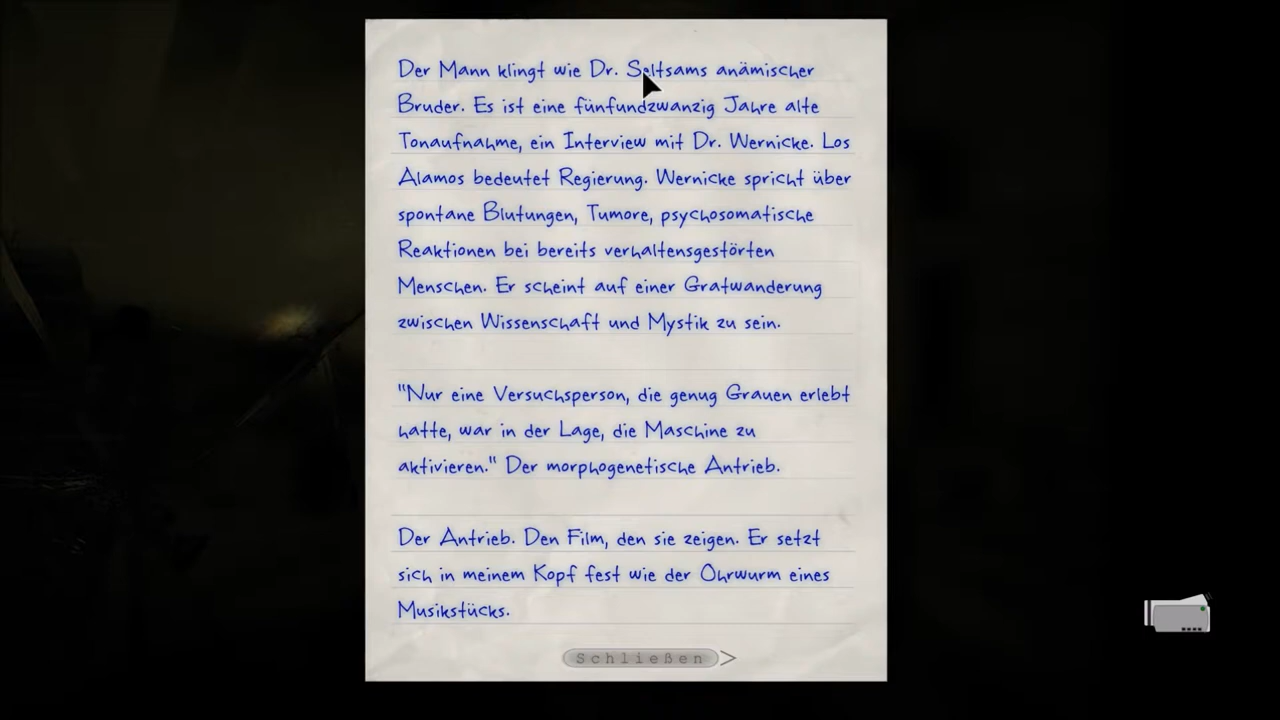 Der Mann klingt wie Dr. Seltsams anämischer
Bruder. Es ist eine fünfundzwanzig Jahre alte
Tonaufnahme, ein Interview mit Dr. Wernicke. Los
Alamos bedeutet Regierung. Wernicke spricht über
spontane Blutungen, Tumore, psychosomatische
Reaktionen bei bereits verhaltensgestörten
Menschen. Er scheint auf einer Gratwanderung
zwischen Wissenschaft und Mystik zu sein.
"Nur eine Versuchsperson, die genug Grauen erlebt
hatte, war in der Lage, die Maschine zu
aktivieren." Der morphogenetische Antrieb.
Der Antrieb. Den Film, den sie zeigen. Er setzt
sich in meinem Kopf fest wie der Ohrwurm eines
Musikstücks.
Schließen